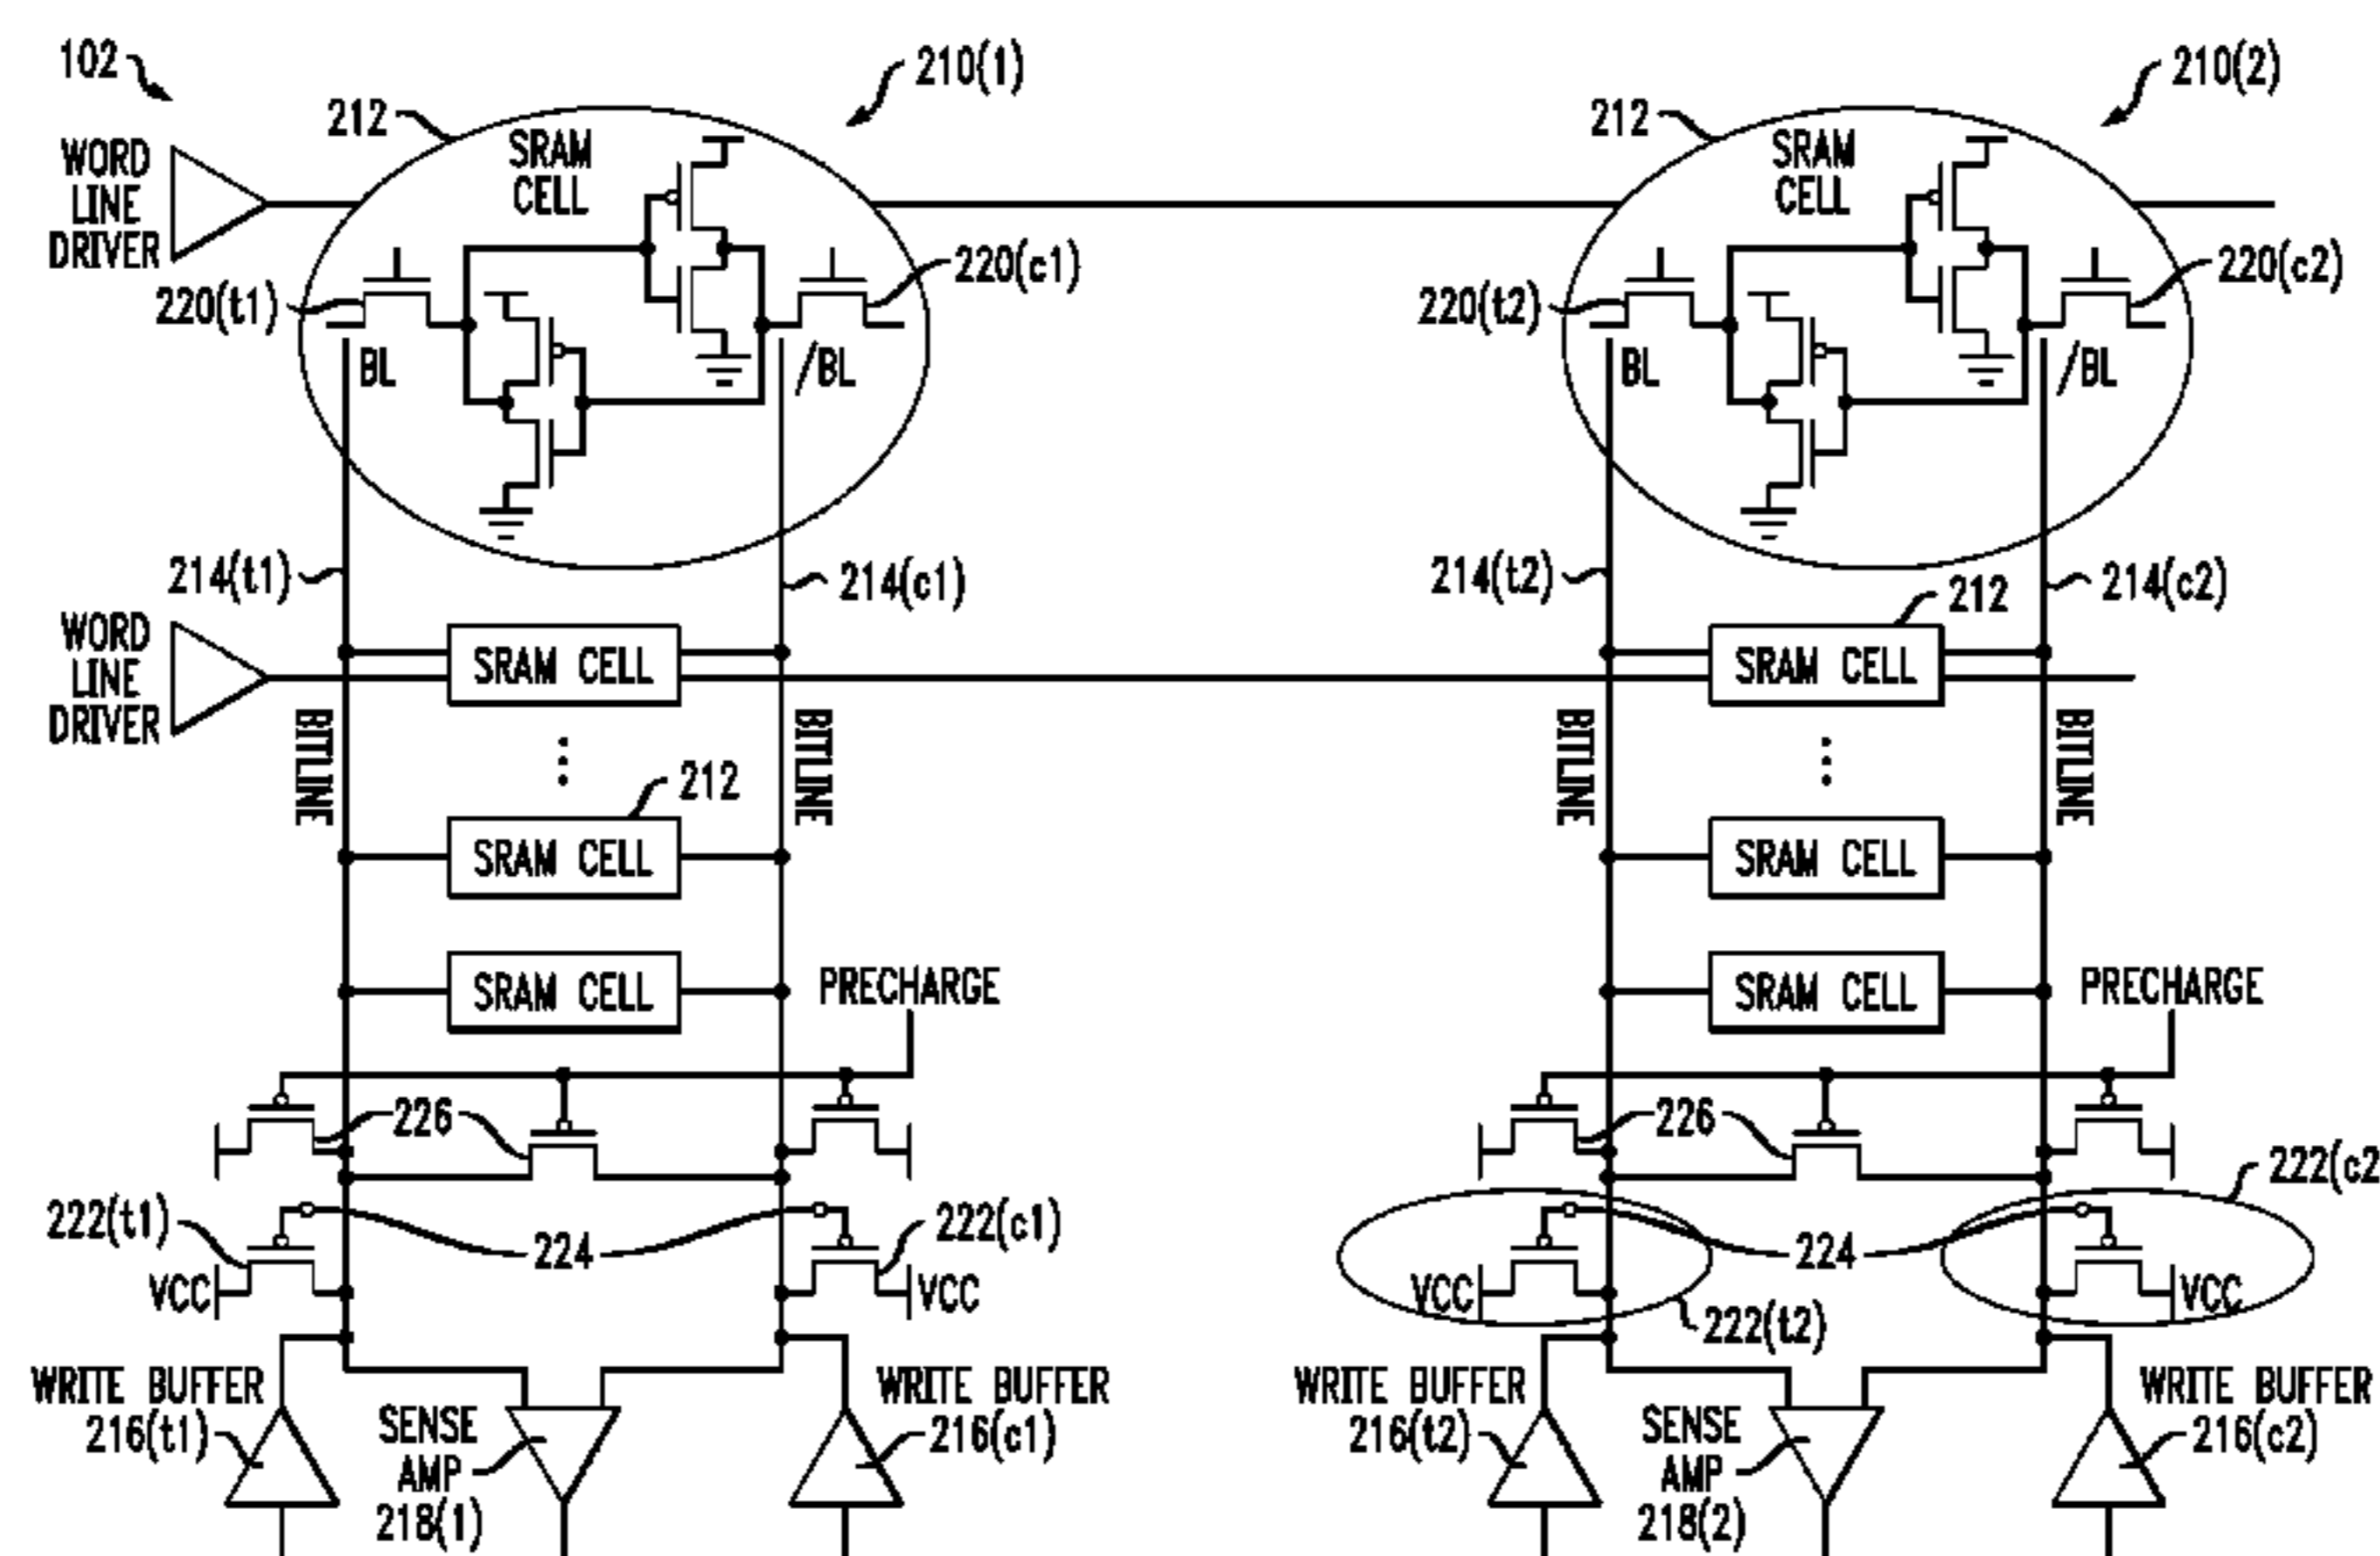 102
210(1)
210(2)
212
212
WORD
LINE
DRIVER
SRAM
CELL
SRAM
CELL
220(t1)
220(c1)
220(t2)
220(c2)
BL
/BL
BL
/BL
214(t1)
214(c1)
214(t2)
214(c2)
212
WORD
LINE
DRIVER
SRAM CELL
SRAM CELL
BITLINE
BITLINE
BITLINE
BITLINE
212
SRAM CELL
SRAM CELL
SRAM CELL
PRECHARGE
SRAM CELL
PRECHARGE
226
226
222(t1)
224
222(c1)
224
222(c2
VCC
VCC
VCC
VCC
222(t2)
WRITE BUFFER
216(t1)
SENSE
AMP
218(1)
WRITE BUFFER
216(c1)
WRITE BUFFER
216(t2)
SENSE
AMP
218(2)
WRITE BUFFER
216(c2)